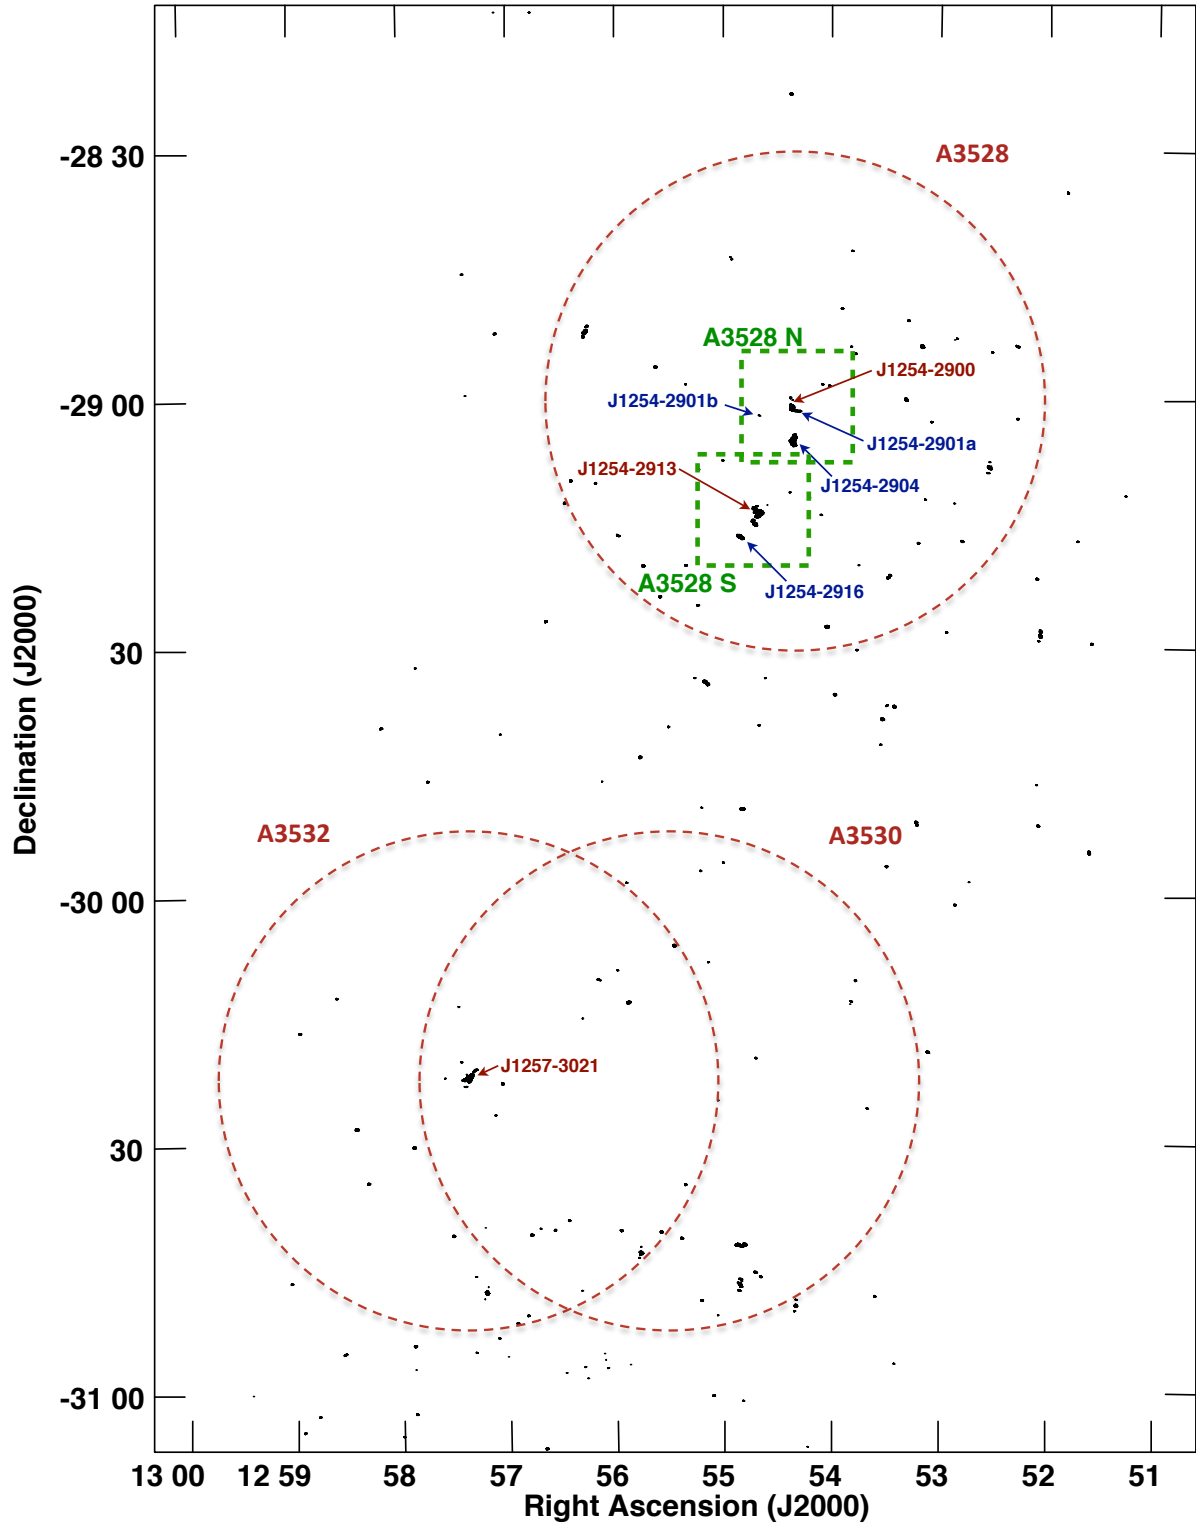 -28 30
A3528
A3528 N
J1254-2900
J1254-2901b
-29 00
J1254-2901a
J1254-2913
J1254-2904
A3528 S
J1254-2916
30
Declination (J2000)
A3532
A3530
-30 00
J1257-3021
30
-31 00
13 00 12 59 58 57 56 55 54 53 52 51
Right Ascension (J2000)